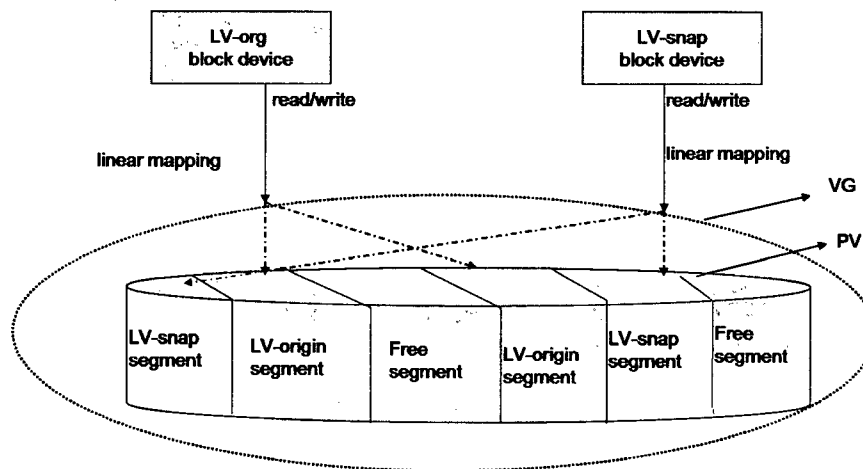 LV-org
block device
LV-snap
block device
read/write
read/write
linear mapping
linear mapping
VG
PV
LV-snap
segment
LV-origin
segment
Free
segment
LV-origin
segment
LV-snap
segment
Free
segment